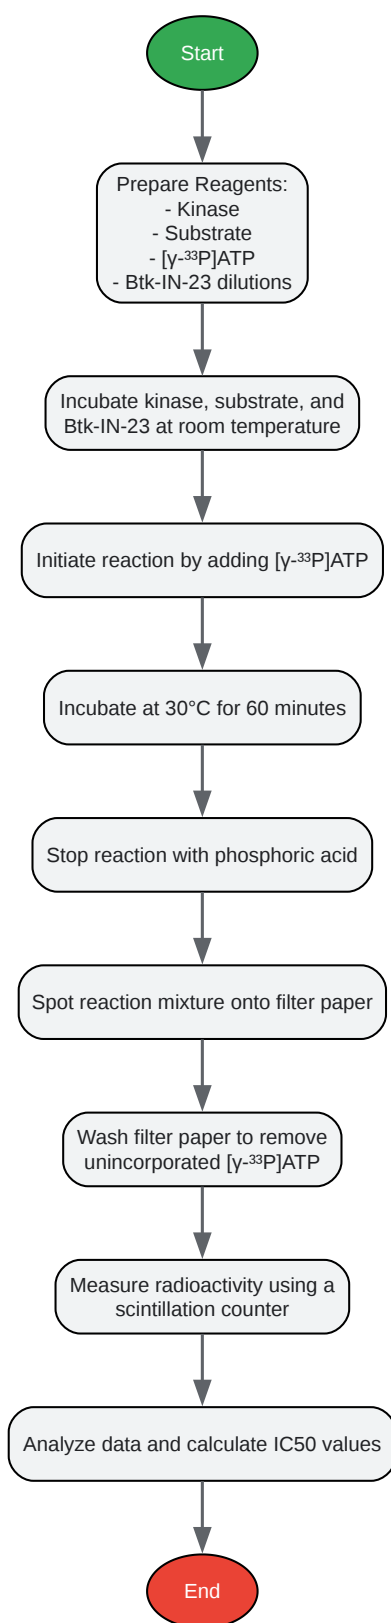 Start
Prepare Reagents:
- Kinase
- Substrate
- [γ-³³P]ATP
- Btk-IN-23 dilutions
Incubate kinase, substrate, and
Btk-IN-23 at room temperature
Initiate reaction by adding [γ-³³P]ATP
Incubate at 30°C for 60 minutes
Stop reaction with phosphoric acid
Spot reaction mixture onto filter paper
Wash filter paper to remove
unincorporated [γ-³³P]ATP
Measure radioactivity using a
scintillation counter
Analyze data and calculate IC50 values
End